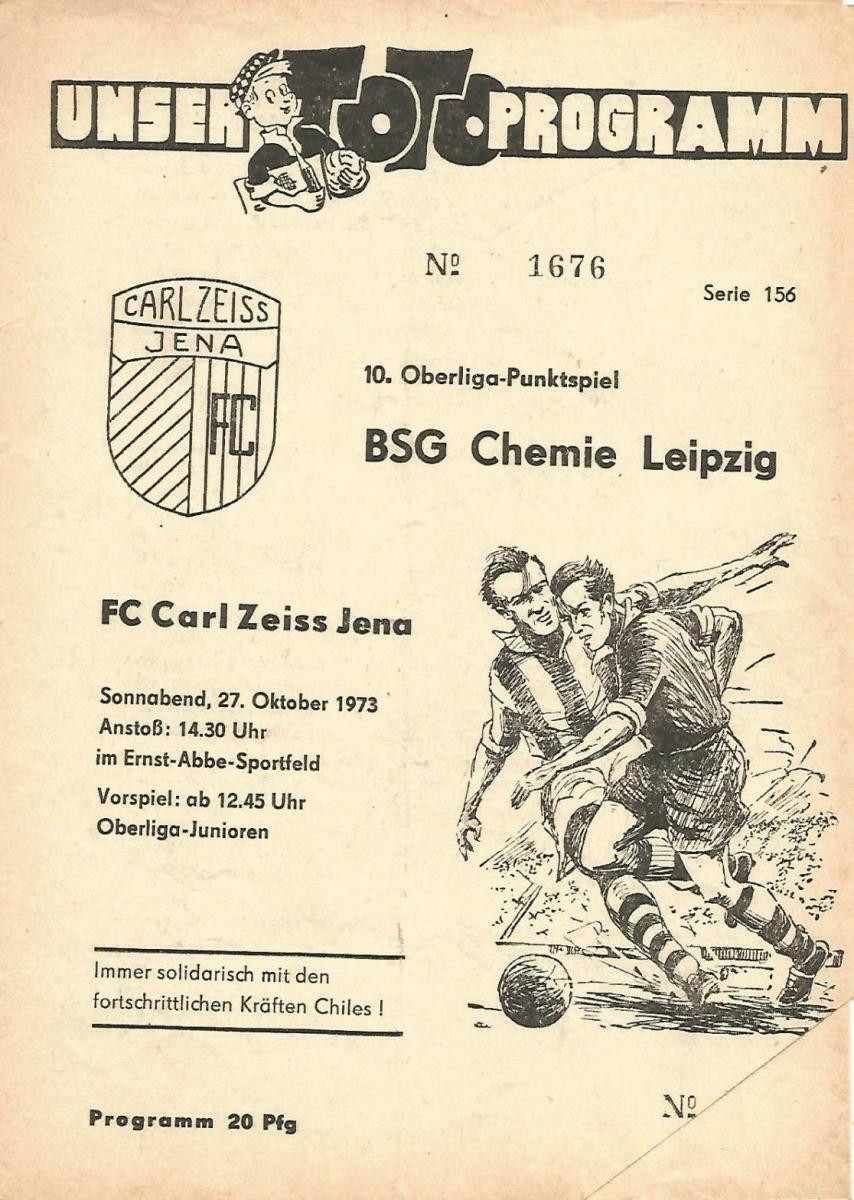 UNSER TOTO PROGRAMM
Nº 1676
Serie 156
CARL ZEISS
JENA
FC
10. Oberliga-Punktspiel
BSG Chemie Leipzig
FC Carl Zeiss Jena
Sonnabend, 27. Oktober 1973
Anstoß: 14.30 Uhr
im Ernst-Abbe-Sportfeld
Vorspiel: ab 12.45 Uhr
Oberliga-Junioren
Immer solidarisch mit den
fortschrittlichen Kräften Chiles !
Programm 20 Pfg
Nº